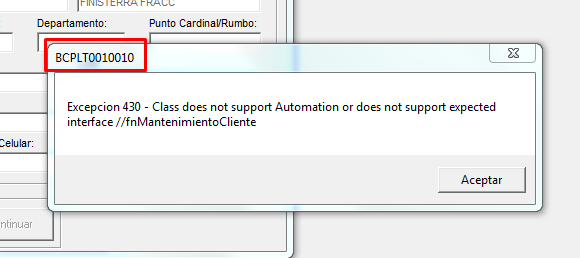 FINISTERRA FRACC
Departamento:
Punto Cardinal/Rumbo:
BCPLT0010010
Excepcion 430 - Class does not support Automation or does not support expected
interface //fnMantenimientoCliente
Celular:
Aceptar